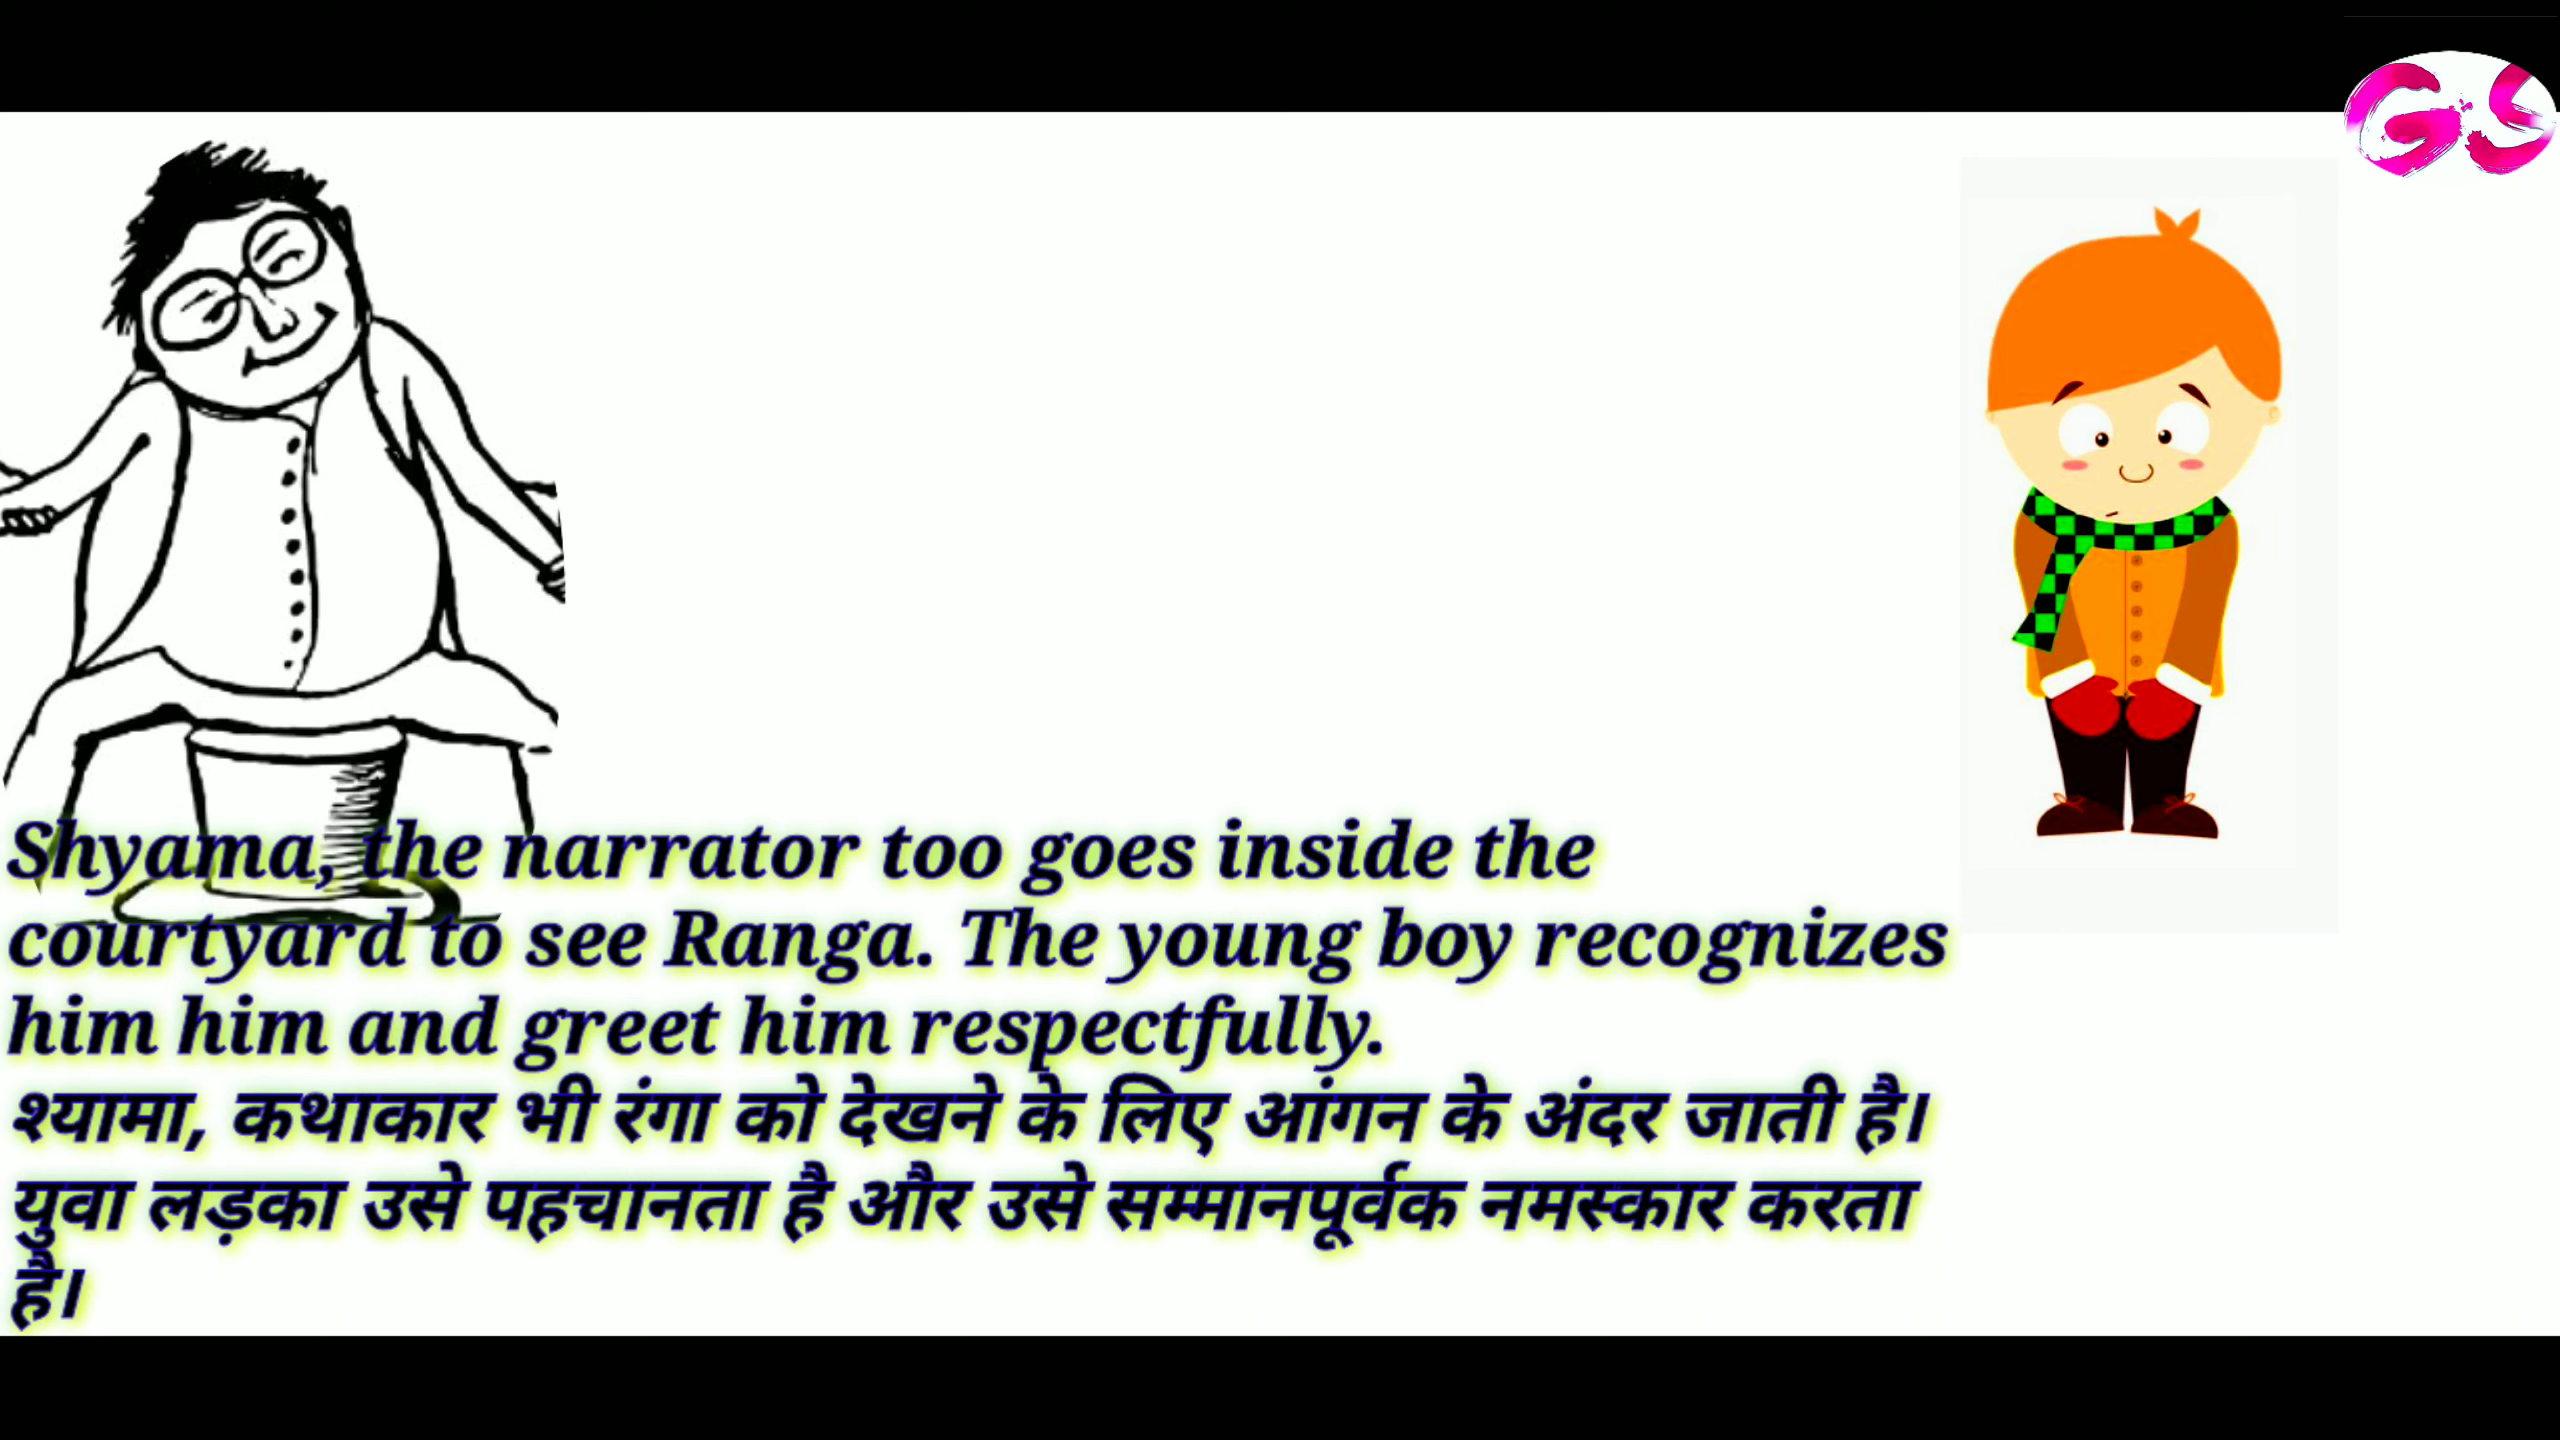 GS
Shyama, the narrator too goes inside the
courtyard to see Ranga. The young boy recognizes
him him and greet him respectfully.
श्यामा, कथाकार भी रंगा को देखने के लिए आंगन के अंदर जाती है।
युवा लड़का उसे पहचानता है और उसे सम्मानपूर्वक नमस्कार करता
है।